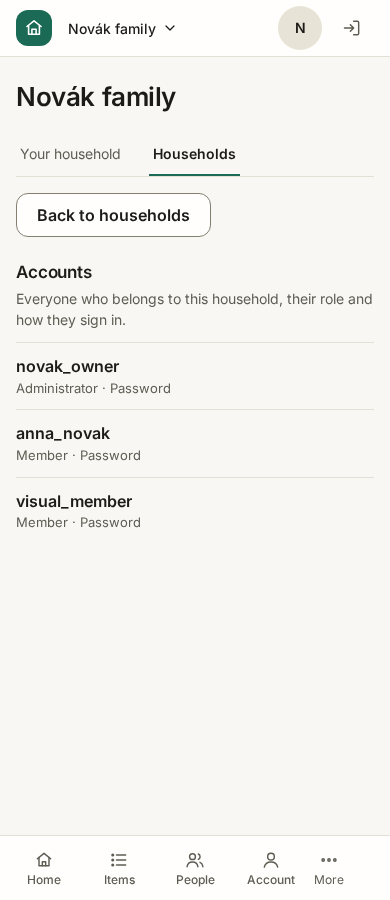 Novák family
N
Novák family
Your household
Households
Back to households
Accounts
Everyone who belongs to this household, their role and
how they sign in.
novak_owner
Administrator · Password
anna_novak
Member · Password
visual_member
Member · Password
Home
Items
People
Account
More